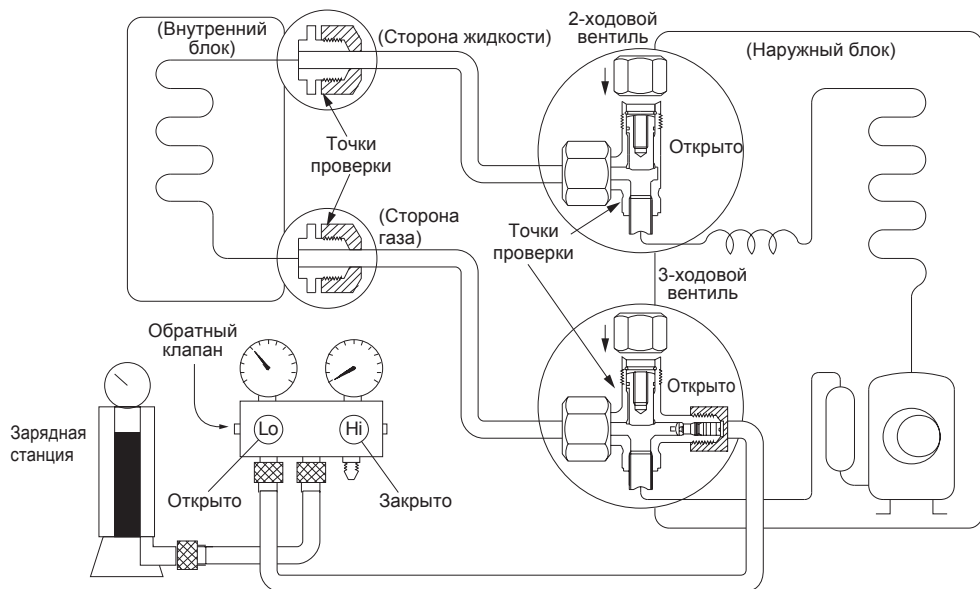 (Внутренний
блок)
(Сторона жидкости)
2-ходовой
вентиль
(Наружный блок)
Открыто
Точки
проверки
(Сторона
газа)
Точки
проверки
3-ходовой
вентиль
Обратный
клапан
Открыто
Зарядная
станция
Lo
Hi
Открыто
Закрыто